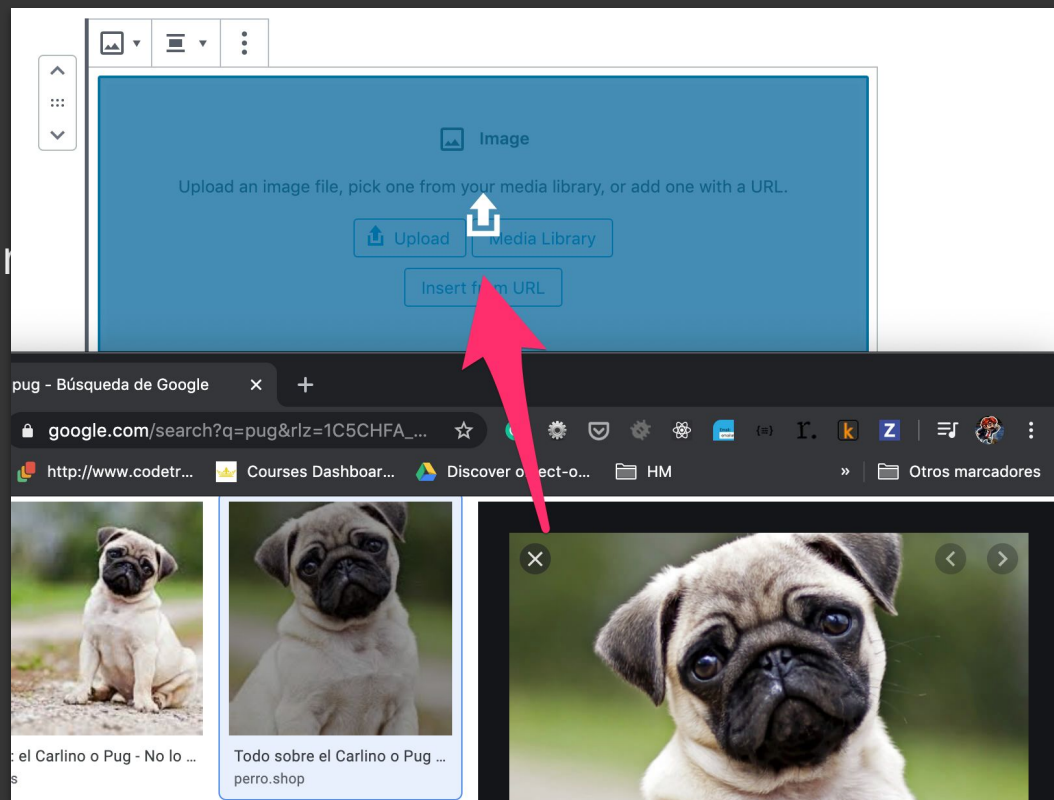 Image
Upload an image file, pick one from your media library, or add one with a URL.
Upload Media Library
Insert from URL
pug - Búsqueda de Google
google.com/search?q=pug&rlz=1C5CHFA_...
http://www.codetr... Courses Dashboar... Discover object-o... HM » Otros marcadores
: el Carlino o Pug - No lo ... Todo sobre el Carlino o Pug ...
s perro.shop